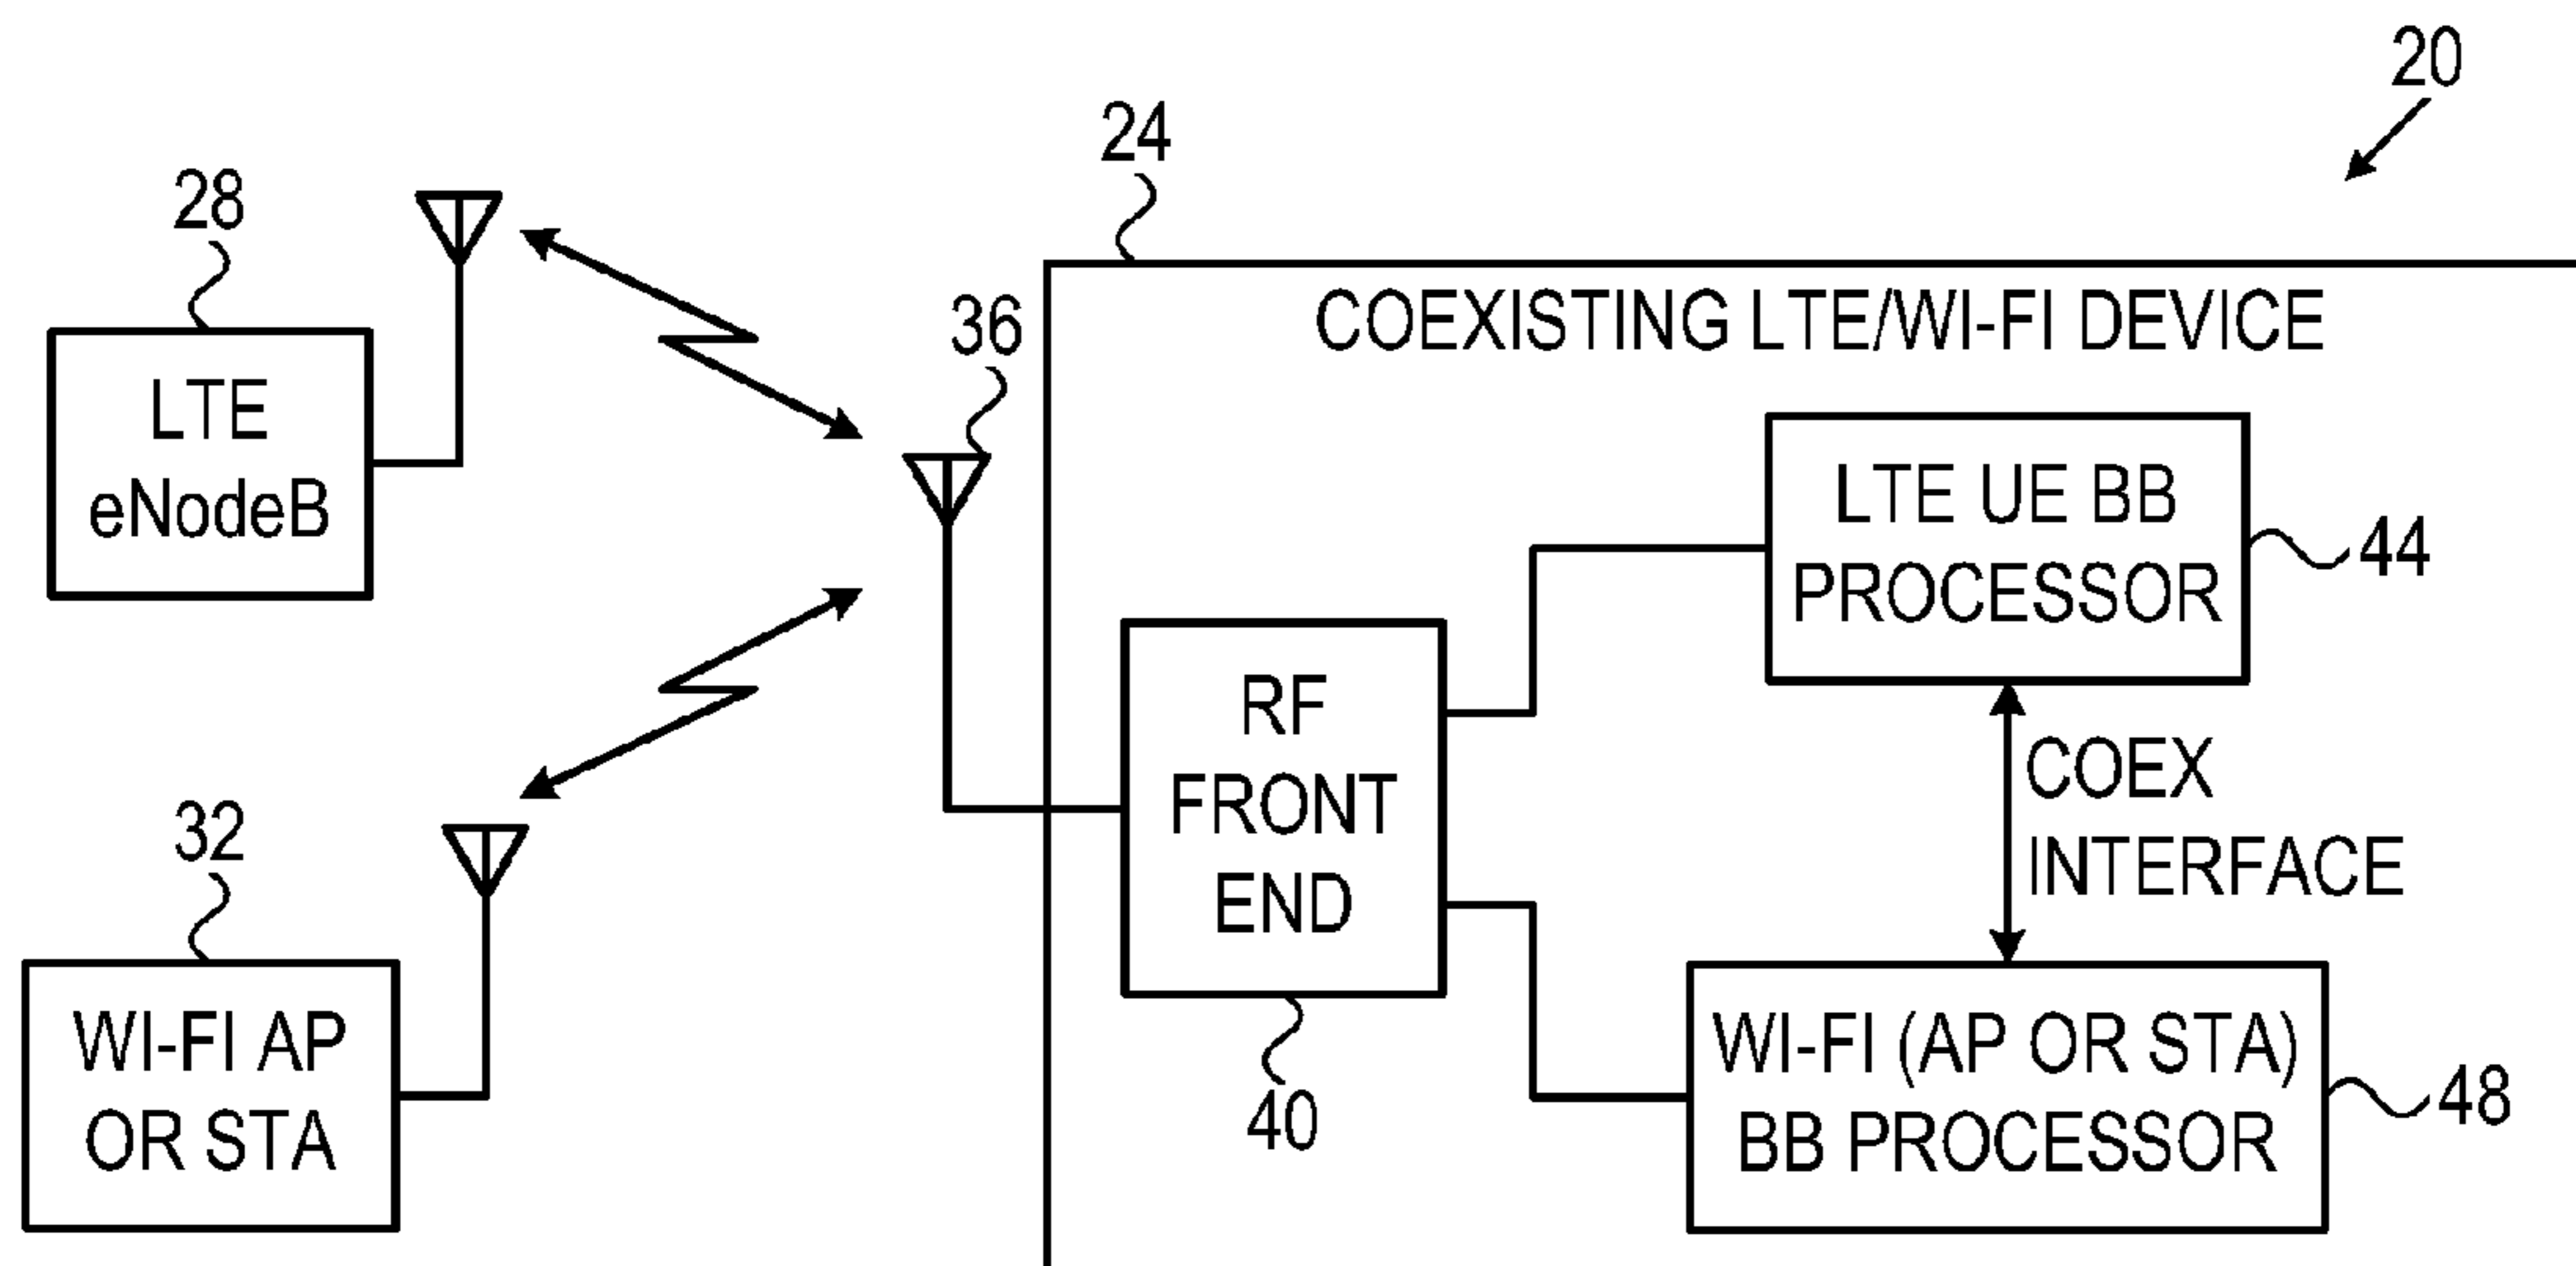 20
24
28
COEXISTING LTE/WI-FI DEVICE
36
LTE
eNodeB
LTE UE BB
PROCESSOR
44
RF
FRONT
END
COEX
INTERFACE
32
WI-FI AP
OR STA
40
WI-FI (AP OR STA)
BB PROCESSOR
48